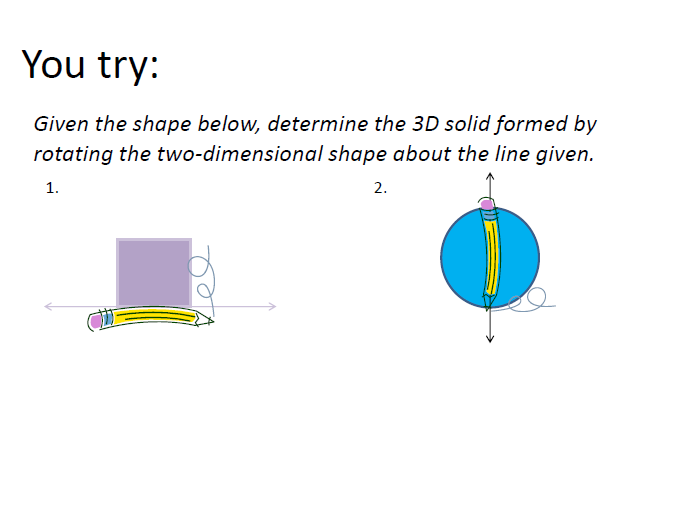 You try:
Given the shape below, determine the 3D solid formed by
rotating the two-dimensional shape about the line given.
1.
2.